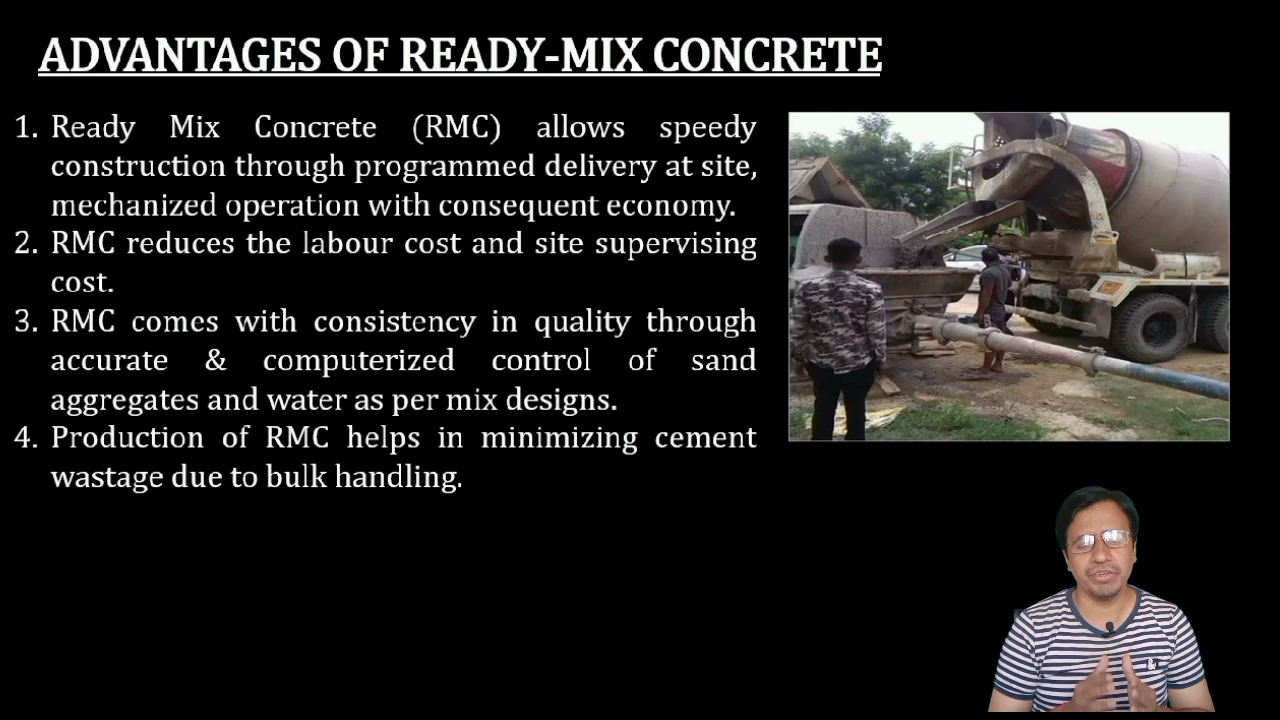 ADVANTAGES OF READY-MIX CONCRETE
1. Ready Mix Concrete (RMC) allows speedy
construction through programmed delivery at site,
mechanized operation with consequent economy.
2. RMC reduces the labour cost and site supervising
cost.
3. RMC comes with consistency in quality through
accurate & computerized control of sand
aggregates and water as per mix designs.
4. Production of RMC helps in minimizing cement
wastage due to bulk handling.
&